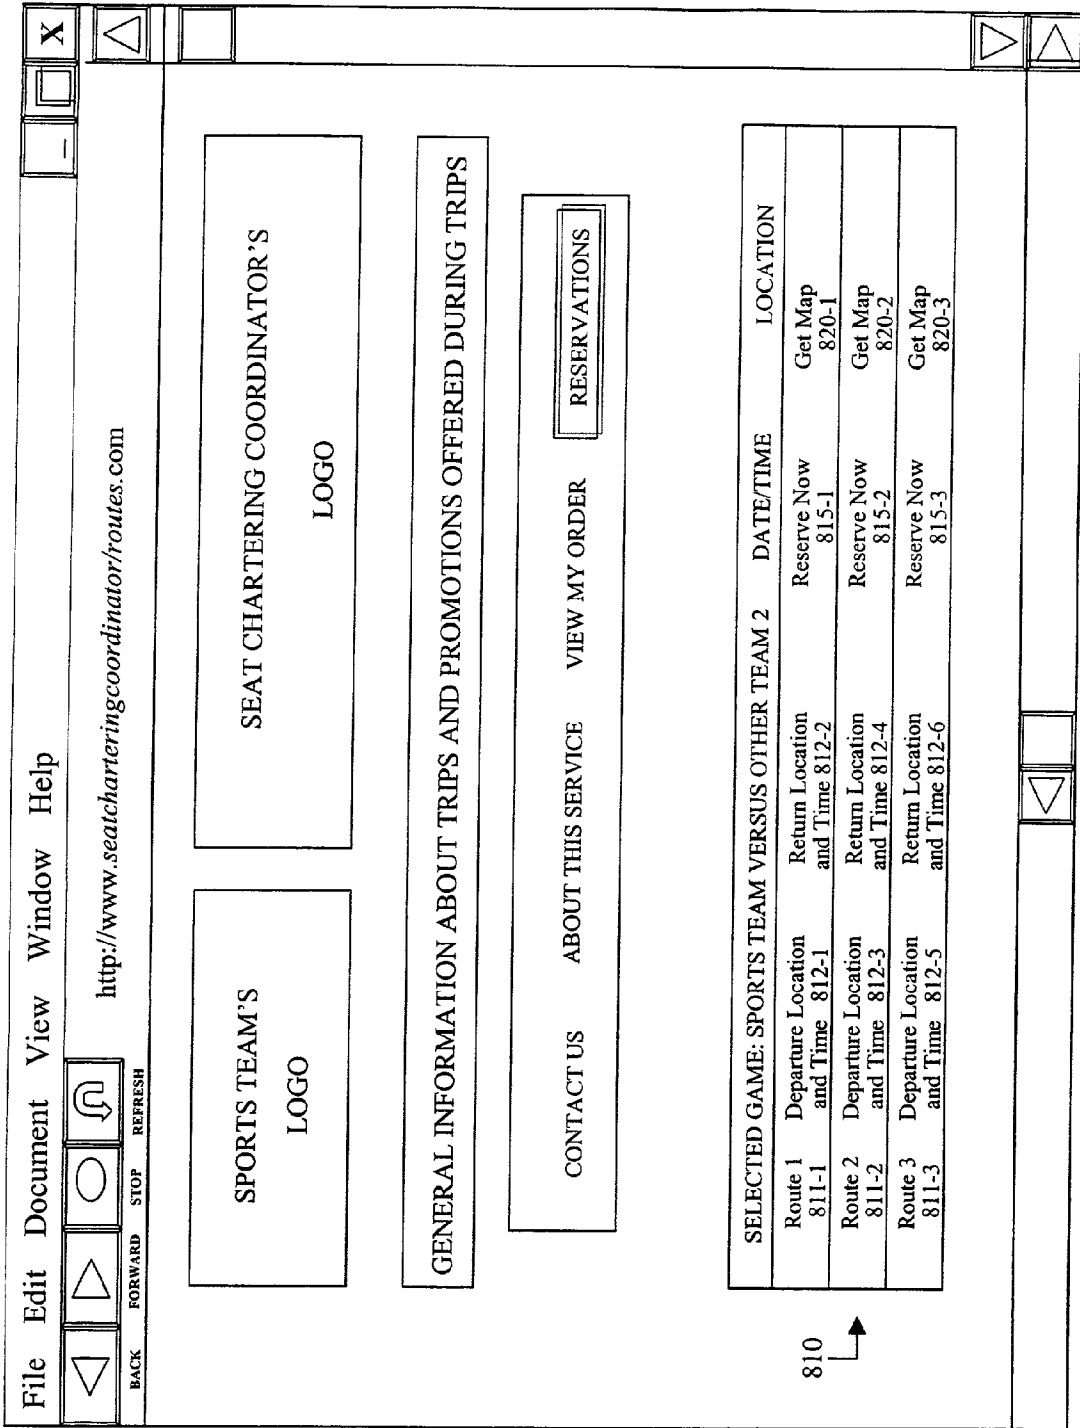 File Edit Document View Window Help
X
BACK FORWARD STOP REFRESH
http://www.seatcharteringcoordinator/routes.com
SPORTS TEAM'S
LOGO
SEAT CHARTERING COORDINATOR'S
LOGO
GENERAL INFORMATION ABOUT TRIPS AND PROMOTIONS OFFERED DURING TRIPS
CONTACT US ABOUT THIS SERVICE VIEW MY ORDER RESERVATIONS
810
SELECTED GAME: SPORTS TEAM VERSUS OTHER TEAM 2 DATE/TIME LOCATION
Route 1 Departure Location Return Location Reserve Now Get Map
811-1 and Time 812-1 and Time 812-2 815-1 820-1
Route 2 Departure Location Return Location Reserve Now Get Map
811-2 and Time 812-3 and Time 812-4 815-2 820-2
Route 3 Departure Location Return Location Reserve Now Get Map
811-3 and Time 812-5 and Time 812-6 815-3 820-3